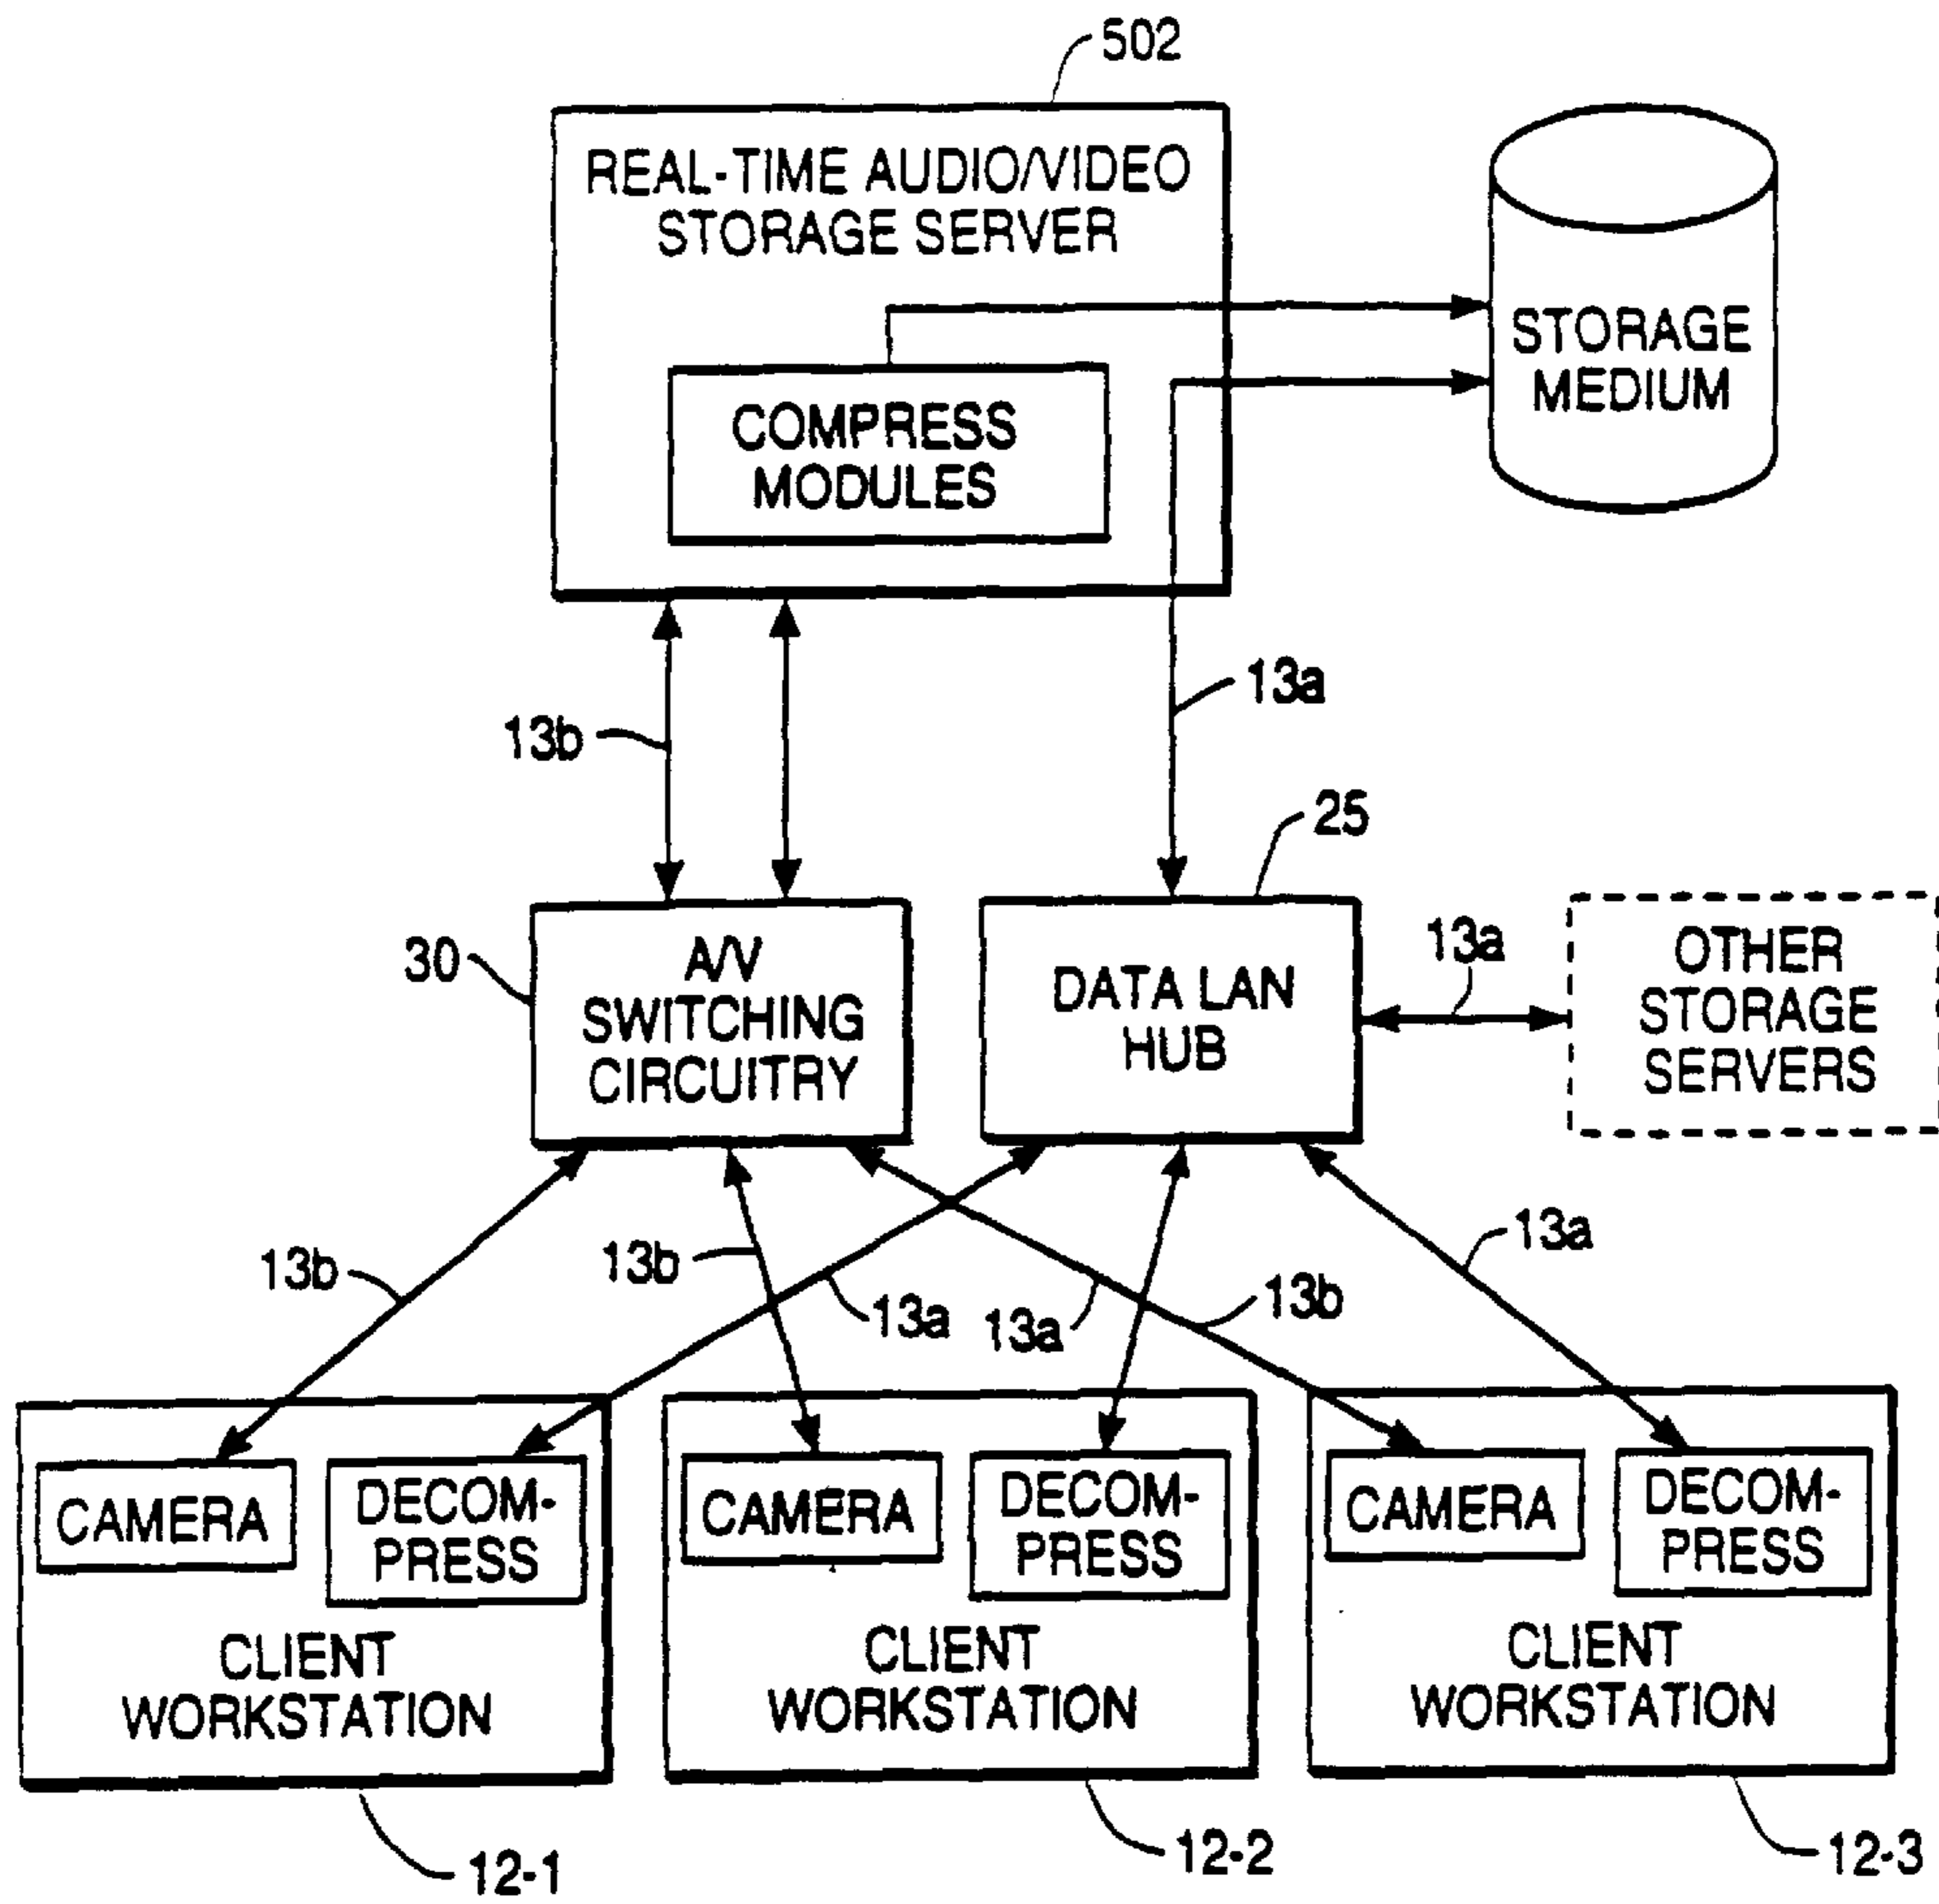 502
REAL-TIME AUDIO/VIDEO
STORAGE SERVER
STORAGE
MEDIUM
COMPRESS
MODULES
13a
13b
25
30
A/V
SWITCHING
CIRCUITRY
DATA LAN
HUB
13a
OTHER
STORAGE
SERVERS
13b
13b
13a
13a
13b
13a
CAMERA
DECOM-
PRESS
CLIENT
WORKSTATION
CAMERA
DECOM-
PRESS
CLIENT
WORKSTATION
CAMERA
DECOM-
PRESS
CLIENT
WORKSTATION
12-1
12-2
12-3